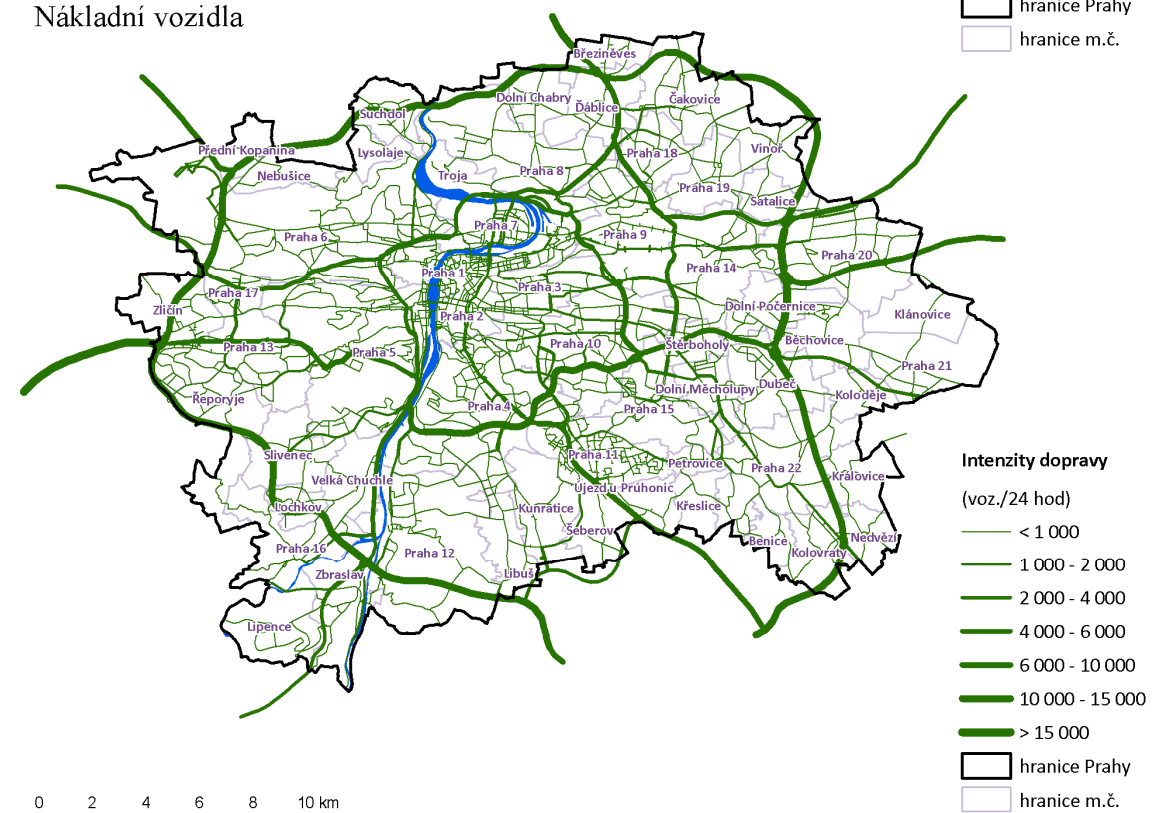 Nákladní vozidla
hranice Prahy
hranice m.č.
Březiněves
Dolní Chabry
Ďáblice
Čakovice
Suchdol
Přední Kopanina
Lysolaje
Praha 18
Vinoř
Nebušice
Troja
Praha 8
Praha 19
Satalice
Praha 7
Praha 6
Praha 9
Praha 20
Praha 1
Praha 14
Praha 17
Praha 3
Zličín
Dolní Počernice
Klánovice
Praha 2
Praha 13
Praha 5
Praha 10
Štěrboholy
Běchovice
Praha 21
Řeporyje
Dolní Měcholupy
Dubeč
Koloděje
Praha 4
Praha 15
Slivenec
Praha 11
Petrovice
Praha 22
Královice
Velká Chuchle
Újezd u Průhonic
Lochkov
Kunratice
Křeslice
Šeberov
Praha 16
Praha 12
Benice
Nedvězí
Kolovraty
Zbraslav
Libuš
Lipence
Intenzity dopravy
(voz./24 hod)
< 1 000
1 000 - 2 000
2 000 - 4 000
4 000 - 6 000
6 000 - 10 000
10 000 - 15 000
> 15 000
hranice Prahy
hranice m.č.
0 2 4 6 8 10 km